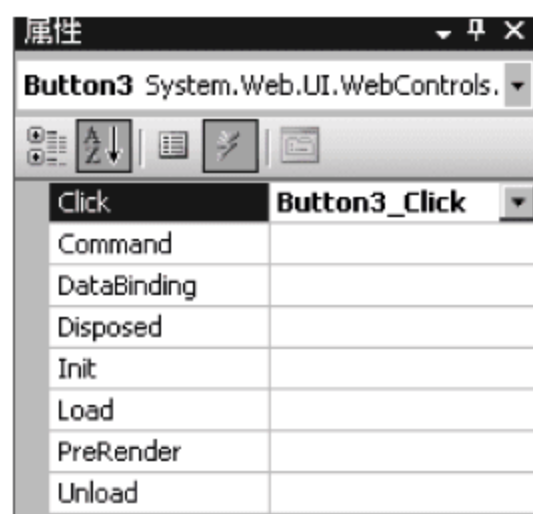 属性
Button3 System.Web.UI.WebControls.
Click Button3_Click
Command
DataBinding
Disposed
Init
Load
PreRender
Unload